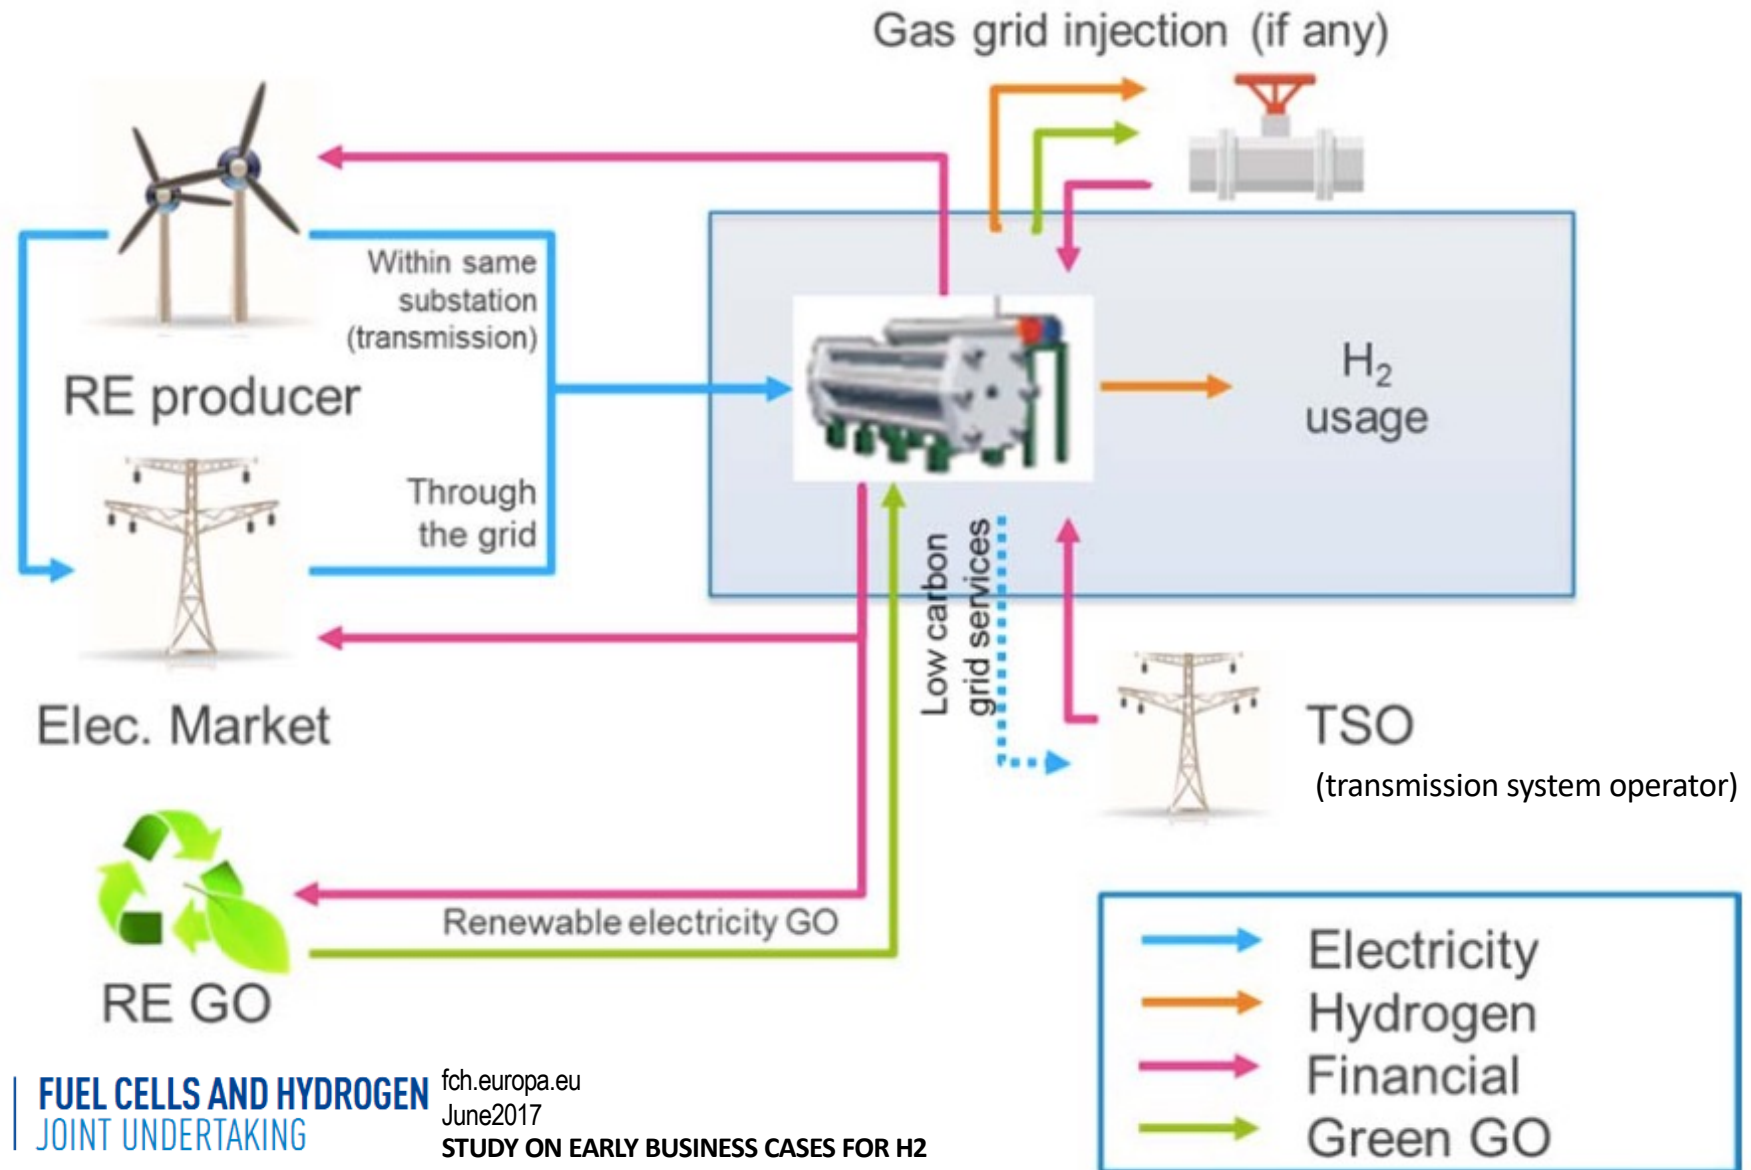 Gas grid injection (if any)
Within same
substation
(transmission)
RE producer
H₂
usage
Through
the grid
Low carbon
grid services
Elec. Market
TSO
(transmission system operator)
Renewable electricity GO
RE GO
Electricity
Hydrogen
Financial
Green GO
FUEL CELLS AND HYDROGEN
JOINT UNDERTAKING
fch.europa.eu
June2017
STUDY ON EARLY BUSINESS CASES FOR H2